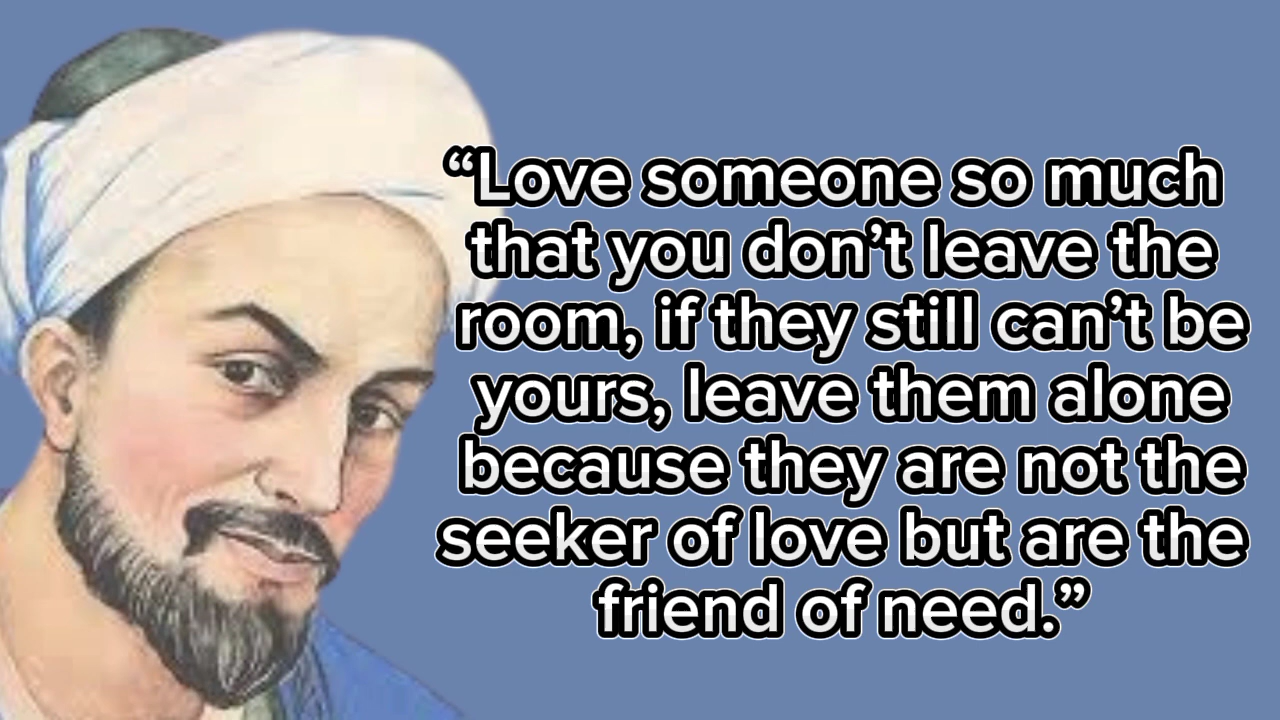 “Love someone so much
that you don’t leave the
room, if they still can’t be
yours, leave them alone
because they are not the
seeker of love but are the
friend of need.”